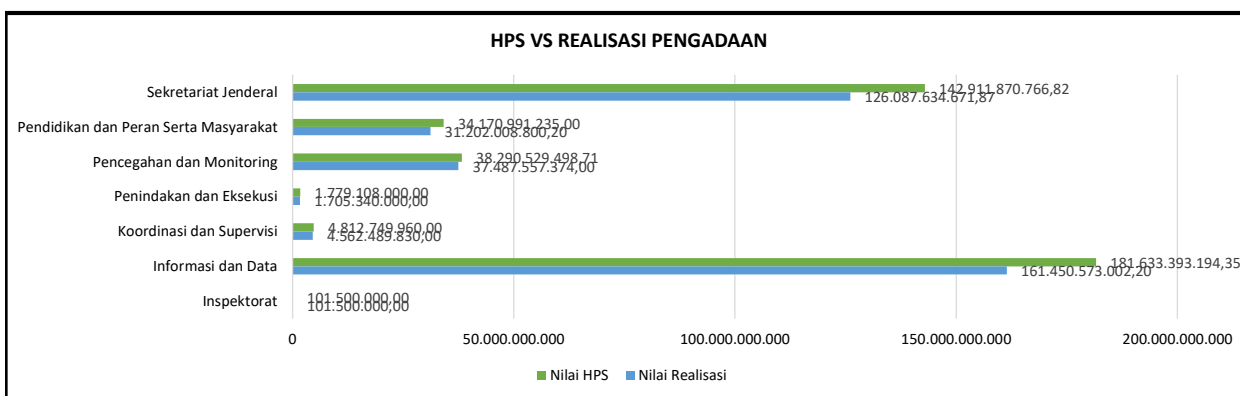 HPS VS REALISASI PENGADAAN
Sekretariat Jenderal
142.911.870.766,82
126.087.634.671,87
Pendidikan dan Peran Serta Masyarakat
34.170.991.235,00
31.202.008.800,20
Pencegahan dan Monitoring
38.290.529.498,71
37.487.557.374,00
Penindakan dan Eksekusi
1.779.108.000,00
1.705.340.000,00
Koordinasi dan Supervisi
4.812.749.960,00
4.562.489.830,00
Informasi dan Data
181.633.393.194,35
161.450.573.002,20
Inspektorat
101.500.000,00
101.500.000,00
0 50.000.000.000 100.000.000.000 150.000.000.000 200.000.000.000
Nilai HPS Nilai Realisasi